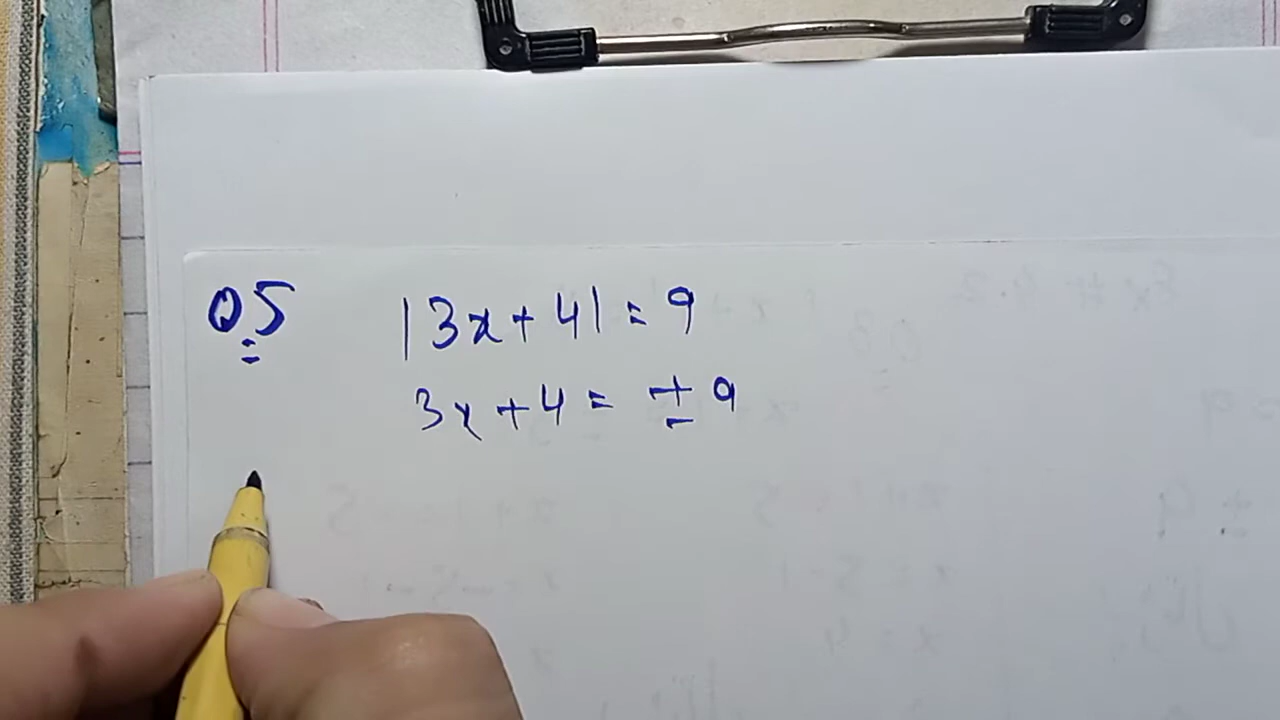 Q5 |3x+4| = 9
3x+4 = ± 9